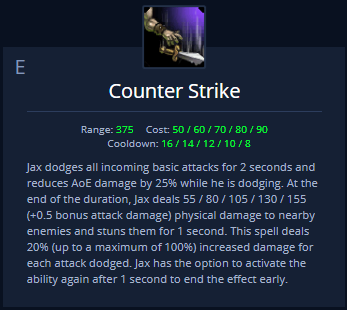 E
Counter Strike
Range: 375 Cost: 50 / 60 / 70 / 80 / 90
Cooldown: 16 / 14 / 12 / 10 / 8
Jax dodges all incoming basic attacks for 2 seconds and
reduces AoE damage by 25% while he is dodging. At the
end of the duration, Jax deals 55 / 80 / 105 / 130 / 155
(+0.5 bonus attack damage) physical damage to nearby
enemies and stuns them for 1 second. This spell deals
20% (up to a maximum of 100%) increased damage for
each attack dodged. Jax has the option to activate the
ability again after 1 second to end the effect early.